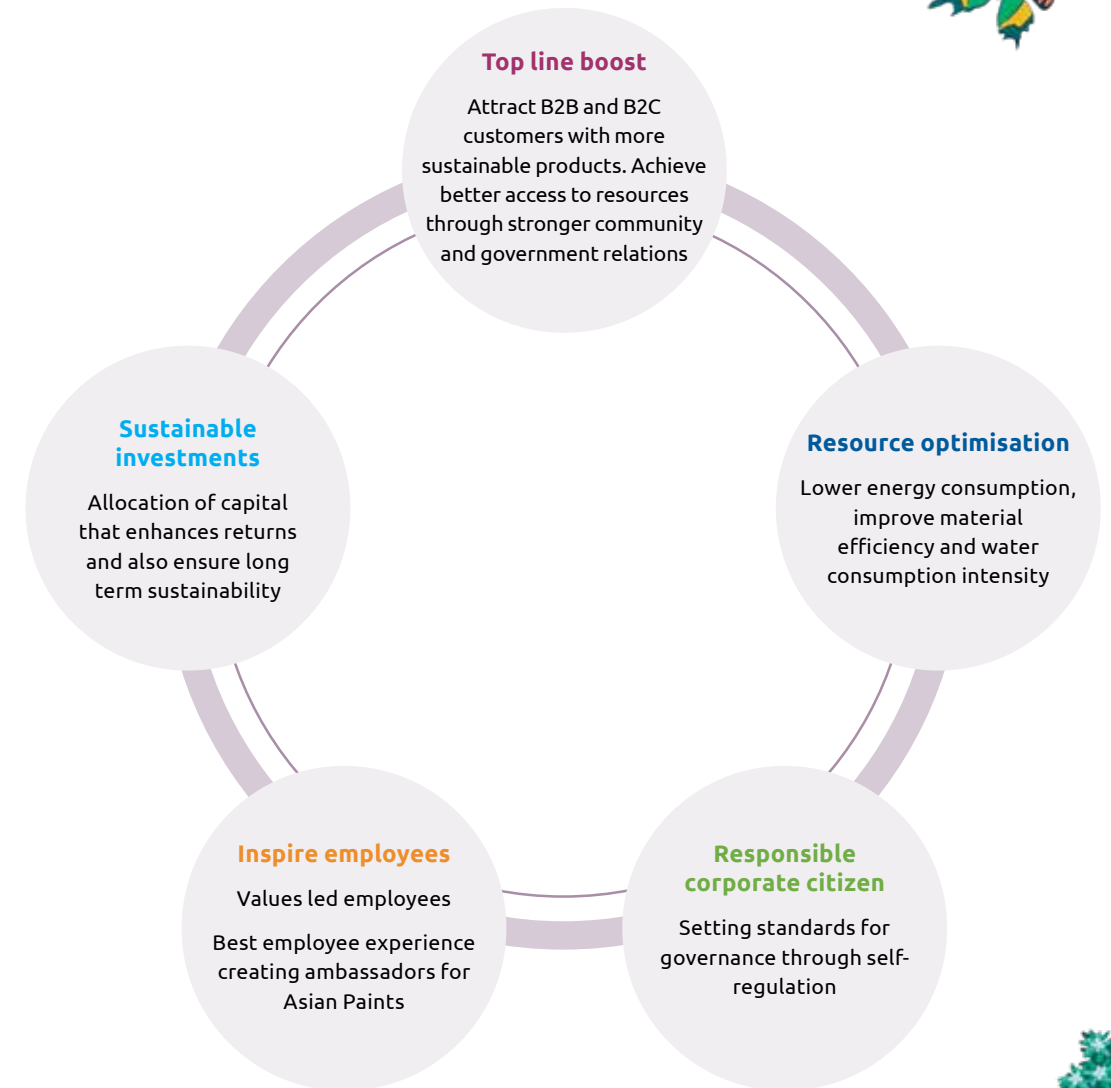 Top line boost
Attract B2B and B2C
customers with more
sustainable products. Achieve
better access to resources
through stronger community
and government relations
Resource optimisation
Lower energy consumption,
improve material
efficiency and water
consumption intensity
Responsible
corporate citizen
Setting standards for
governance through self-
regulation
Inspire employees
Values led employees
Best employee experience
creating ambassadors for
Asian Paints
Sustainable
investments
Allocation of capital
that enhances returns
and also ensure long
term sustainability